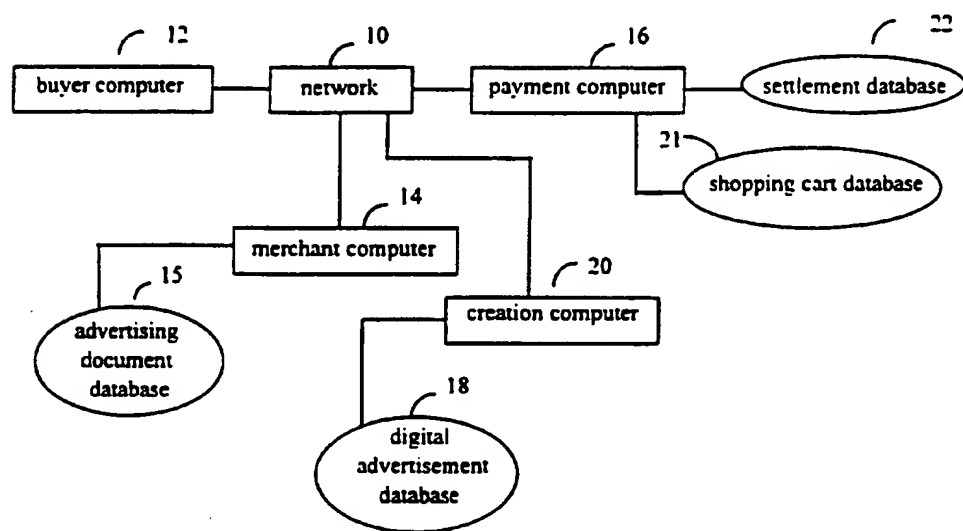 12
10
16
22
buyer computer
network
payment computer
settlement database
21
shopping cart database
14
merchant computer
15
20
advertising
document
database
creation computer
18
digital
advertisement
database